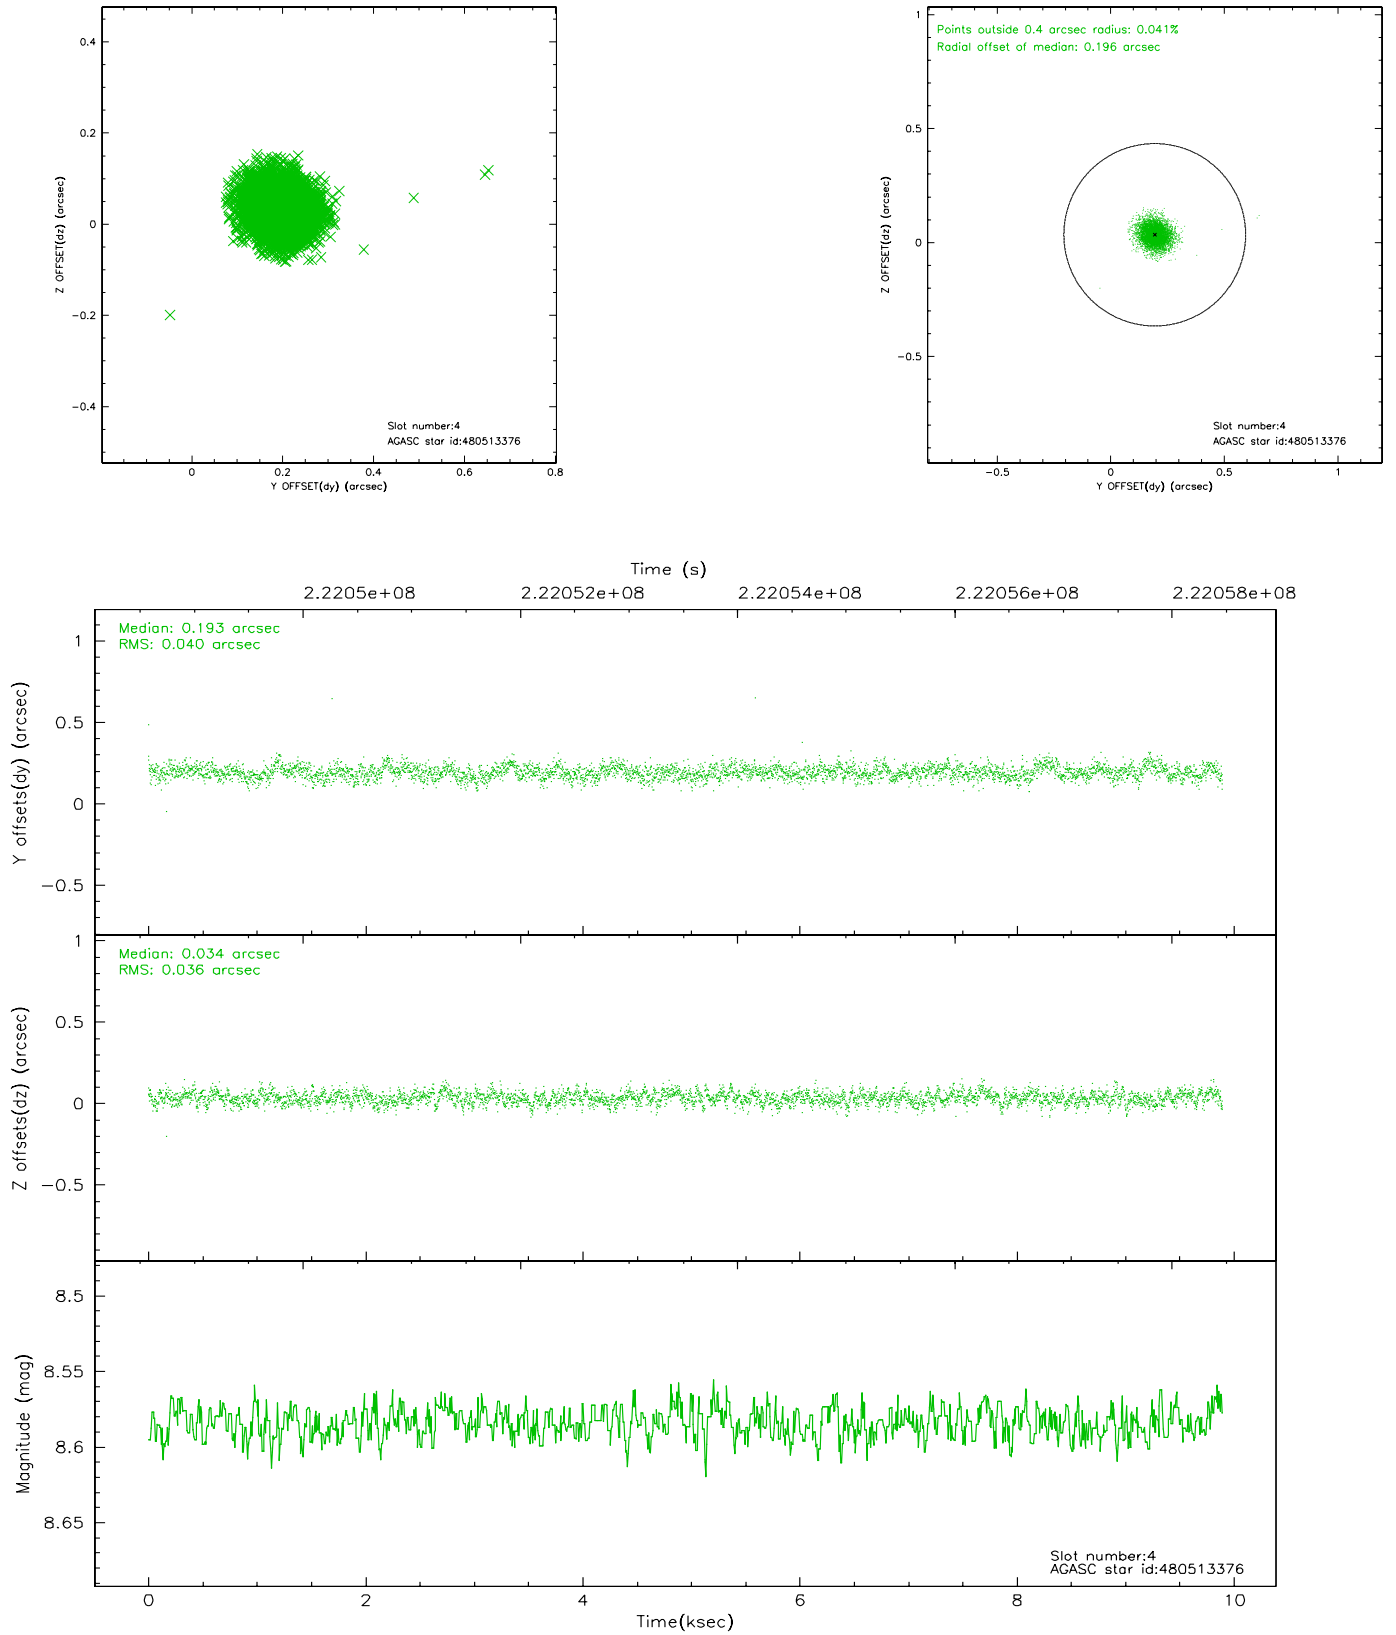 0.4
0.2
0
−0.2
−0.4
Z OFFSET(dz) (arcsec)
Slot number:4
AGASC star id:480513376
0 0.2 0.4 0.6 0.8
Y OFFSET(dy) (arcsec)
Points outside 0.4 arcsec radius: 0.041%
Radial offset of median: 0.196 arcsec
1
0.5
0
−0.5
Z OFFSET(dz) (arcsec)
Slot number:4
AGASC star id:480513376
−0.5 0 0.5 1
Y OFFSET(dy) (arcsec)
Time (s)
2.2205e+08 2.22052e+08 2.22054e+08 2.22056e+08 2.22058e+08
Median: 0.193 arcsec
RMS: 0.040 arcsec
1
0.5
0
−0.5
Y offsets(dy) (arcsec)
Median: 0.034 arcsec
RMS: 0.036 arcsec
1
0.5
0
−0.5
Z offsets(dz) (arcsec)
8.5
8.55
8.6
8.65
Magnitude (mag)
Slot number:4
AGASC star id:480513376
0 2 4 6 8 10
Time(ksec)